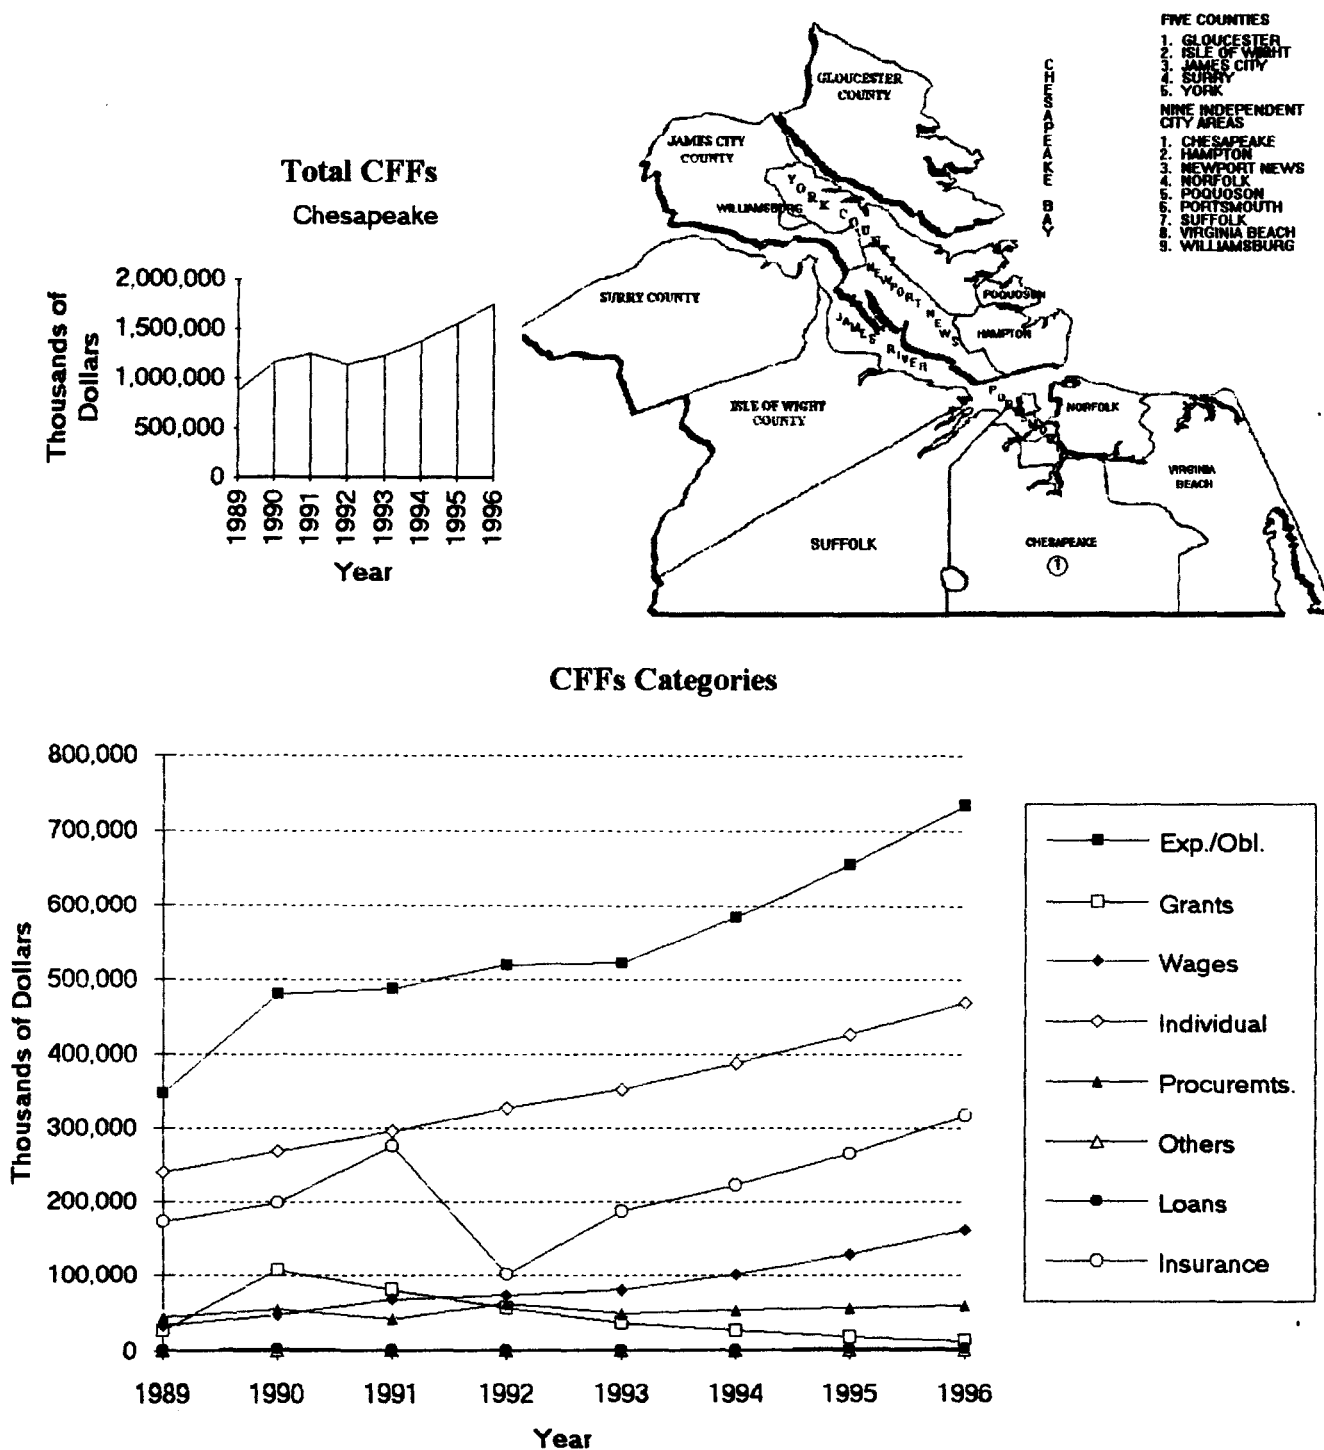 FIVE COUNTIES
1. GLOUCESTER
2. ISLE OF WIGHT
3. JAMES CITY
4. SURRY
5. YORK
NINE INDEPENDENT
CITY AREAS
1. CHESAPEAKE
2. HAMPTON
3. NEWPORT NEWS
4. NORFOLK
5. POQUOSON
6. PORTSMOUTH
7. SUFFOLK
8. VIRGINIA BEACH
9. WILLIAMSBURG
CHESAPEAKE BAY
GLOUCESTER
COUNTY
JAMES CITY
COUNTY
YORK COUNTY
WILLIAMSBURG
SURRY COUNTY
NEWPORT NEWS
POQUOSON
HAMPTON
JAMES RIVER
ISLE OF WIGHT
COUNTY
NORFOLK
VIRGINIA
BEACH
SUFFOLK
CHESAPEAKE
1
Total CFFs
Chesapeake
Thousands of
Dollars
2,000,000
1,500,000
1,000,000
500,000
0
1989
1990
1991
1992
1993
1994
1995
1996
Year
CFFs Categories
Thousands of Dollars
800,000
700,000
600,000
500,000
400,000
300,000
200,000
100,000
0
1989
1990
1991
1992
1993
1994
1995
1996
Year
Exp./Obl.
Grants
Wages
Individual
Procuremts.
Others
Loans
Insurance